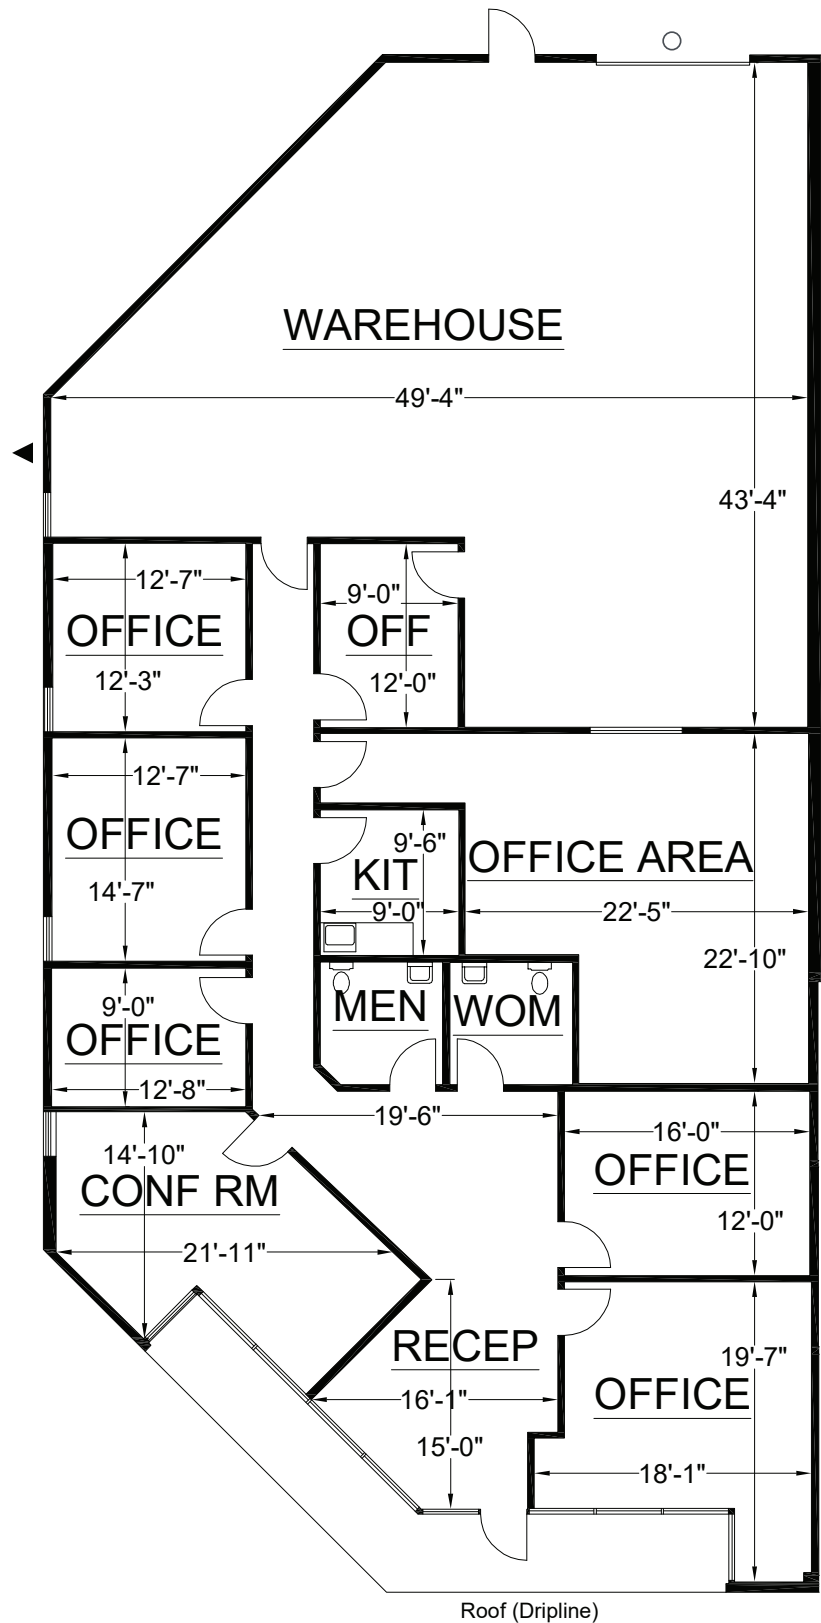 WAREHOUSE
49'-4"
43'-4"
12'-7"
OFFICE
12'-3"
9'-0"
OFF
12'-0"
12'-7"
OFFICE
14'-7"
9'-6"
KIT
9'-0"
OFFICE AREA
22'-5"
22'-10"
9'-0"
OFFICE
12'-8"
MEN
WOM
19'-6"
16'-0"
OFFICE
12'-0"
14'-10"
CONF RM
21'-11"
RECEP
16'-1"
15'-0"
19'-7"
OFFICE
18'-1"
Roof (Dripline)